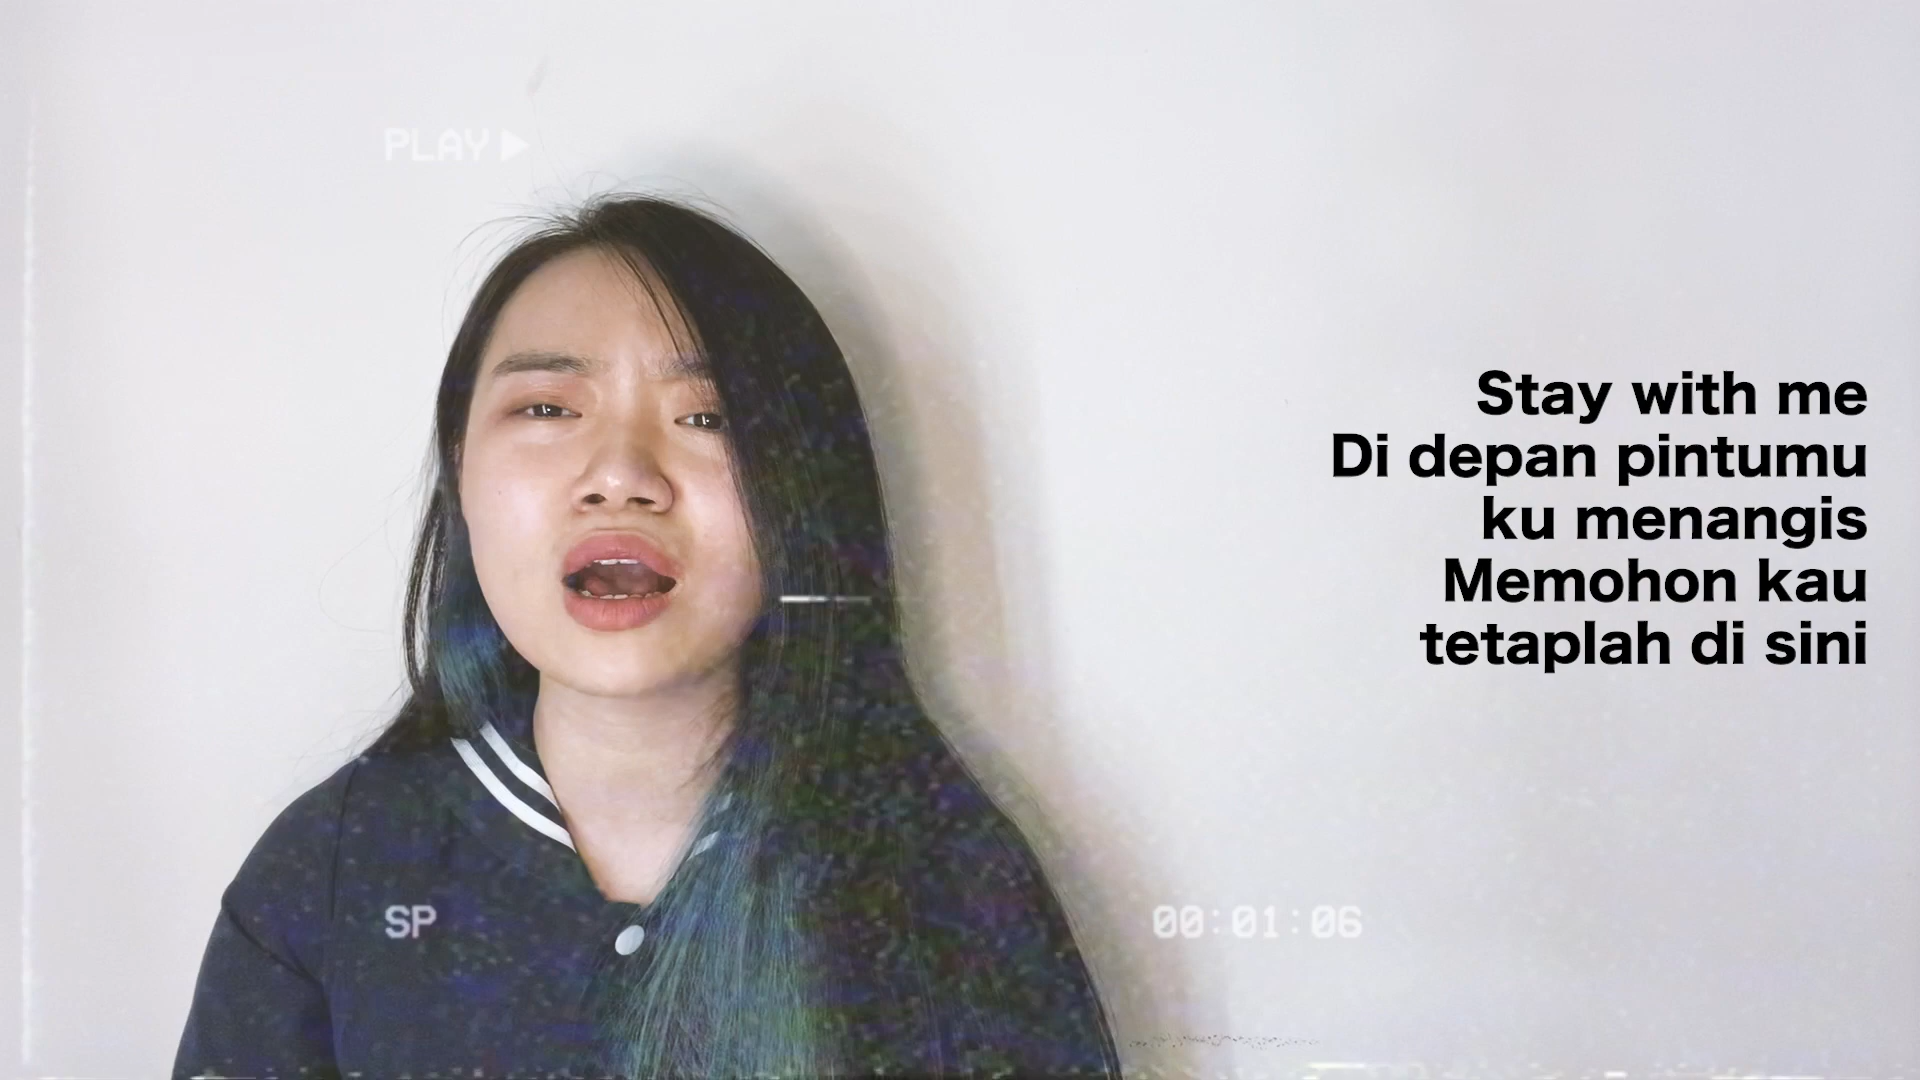 PLAY
Stay with me
Di depan pintumu
ku menangis
Memohon kau
tetaplah di sini
SP
00:01:06